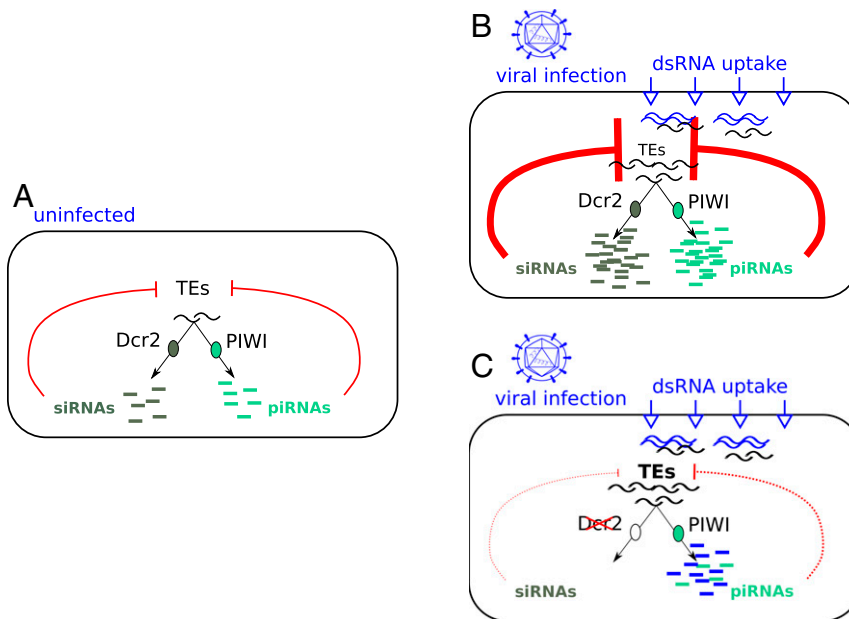 A
uninfected
TEs
Dcr2
PIWI
siRNAs
piRNAs
B
viral infection
dsRNA uptake
TEs
Dcr2
PIWI
siRNAs
piRNAs
C
viral infection
dsRNA uptake
TEs
Dcr2
PIWI
siRNAs
piRNAs